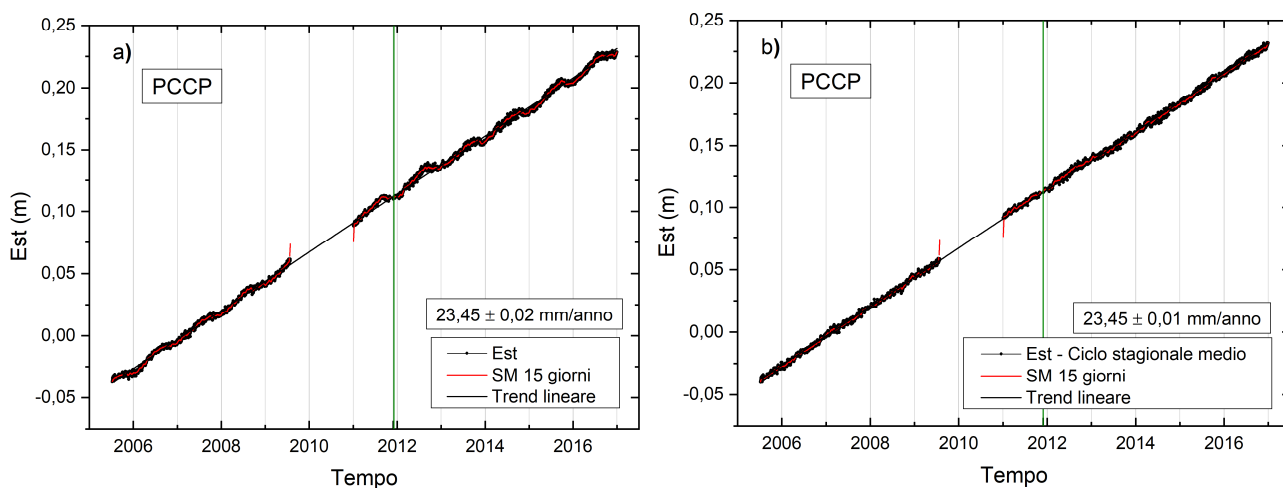 a)
PCCP
0,25
0,20
0,15
0,10
0,05
0,00
-0,05
Est (m)
23,45 ± 0,02 mm/anno
Est
SM 15 giorni
Trend lineare
2006 2008 2010 2012 2014 2016
Tempo
b)
PCCP
0,25
0,20
0,15
0,10
0,05
0,00
-0,05
Est (m)
23,45 ± 0,01 mm/anno
Est - Ciclo stagionale medio
SM 15 giorni
Trend lineare
2006 2008 2010 2012 2014 2016
Tempo